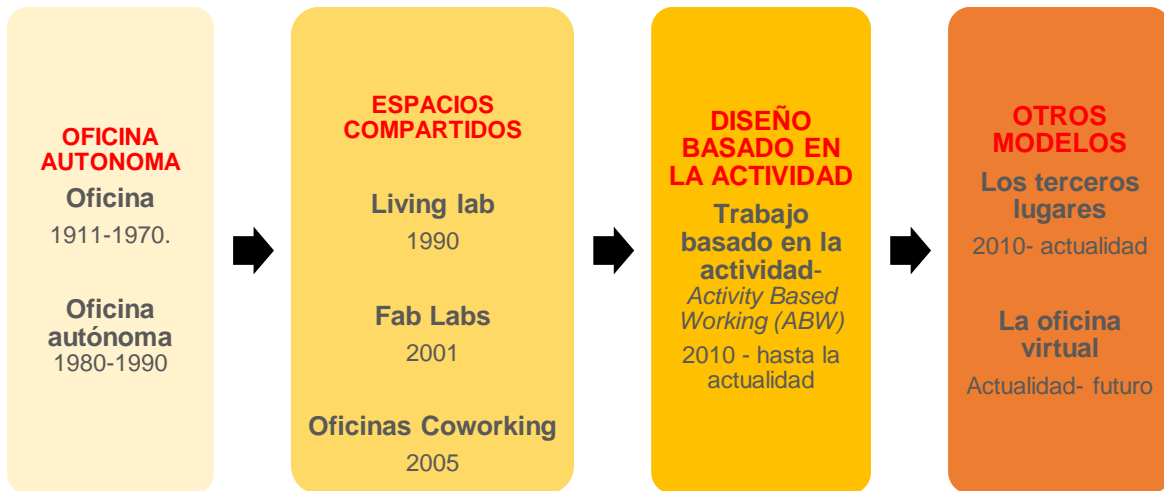 OFICINA
AUTONOMA
Oficina
1911-1970.
Oficina
autónoma
1980-1990
ESPACIOS
COMPARTIDOS
Living lab
1990
Fab Labs
2001
Oficinas Coworking
2005
DISEÑO
BASADO EN
LA ACTIVIDAD
Trabajo
basado en la
actividad-
Activity Based
Working (ABW)
2010 - hasta la
actualidad
OTROS
MODELOS
Los terceros
lugares
2010- actualidad
La oficina
virtual
Actualidad- futuro